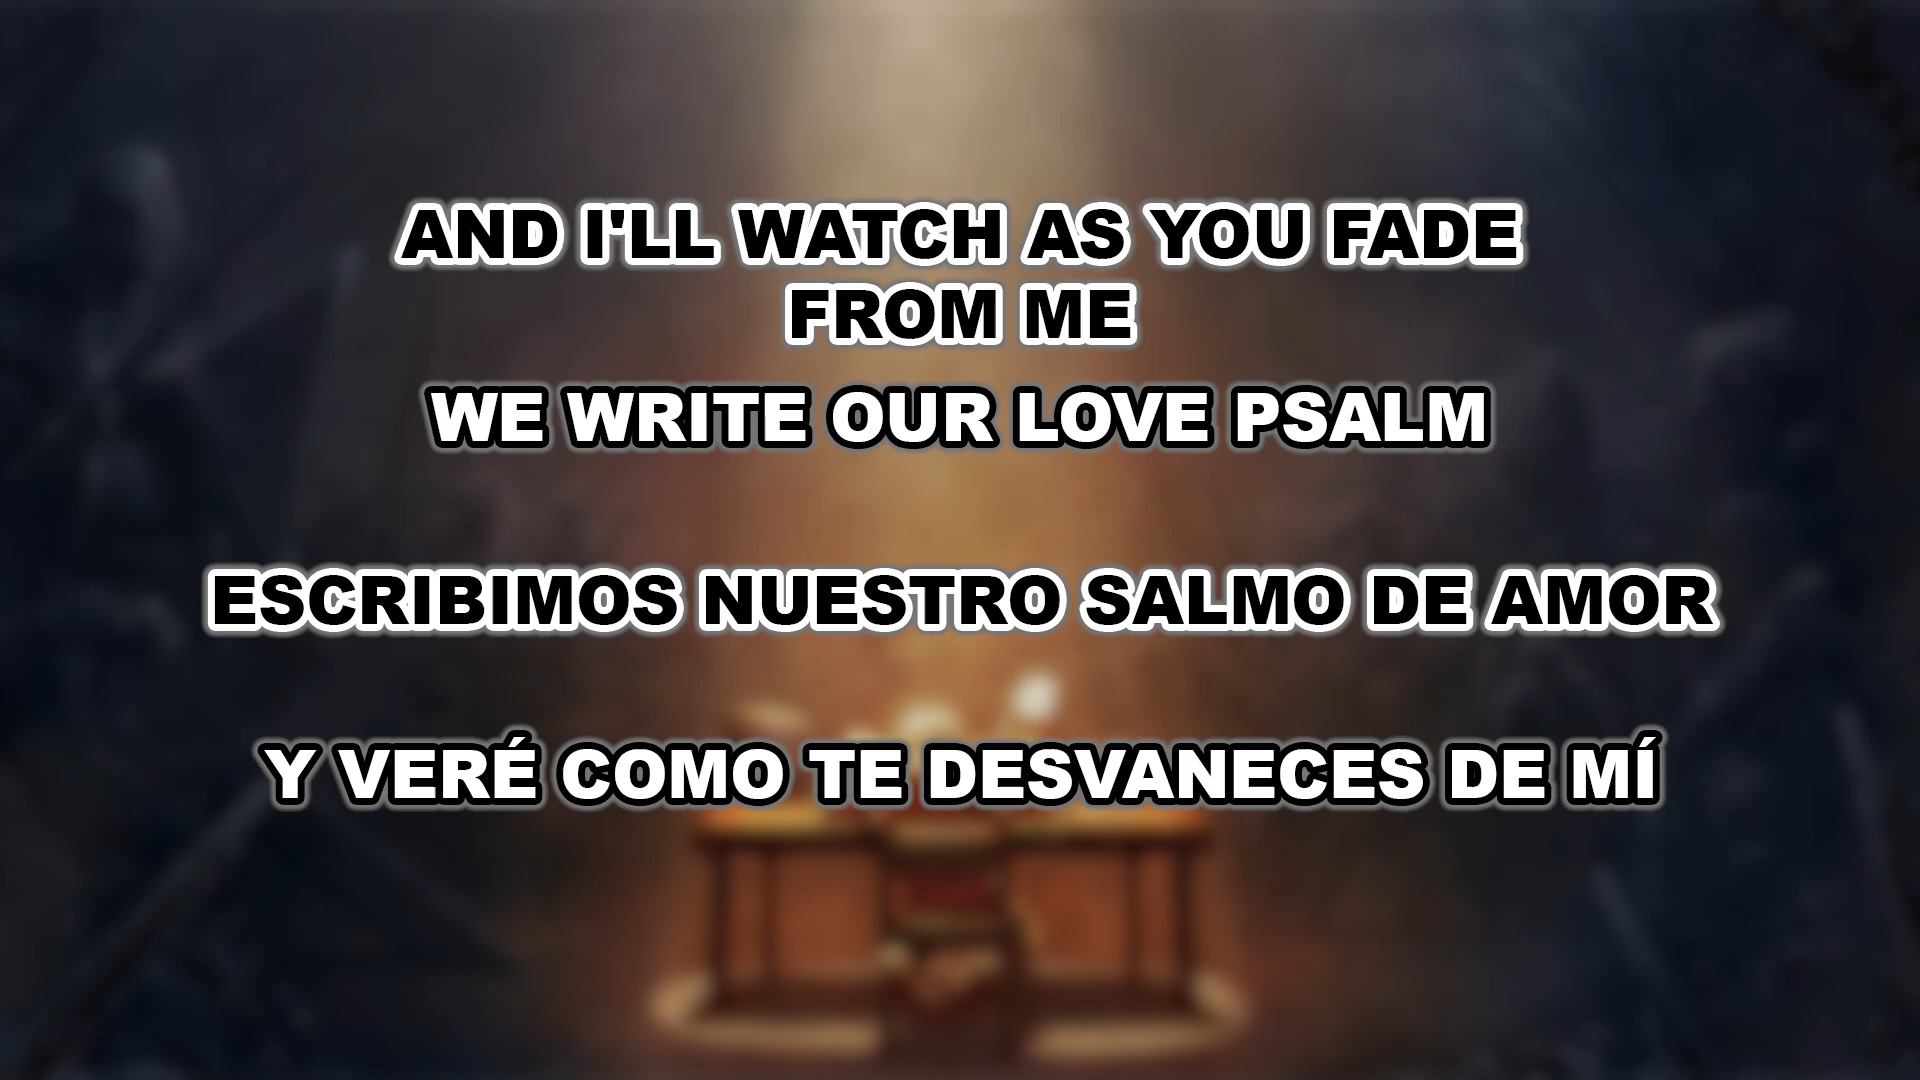 AND I'LL WATCH AS YOU FADE
FROM ME
WE WRITE OUR LOVE PSALM
ESCRIBIMOS NUESTRO SALMO DE AMOR
Y VERÉ COMO TE DESVANECES DE MÍ